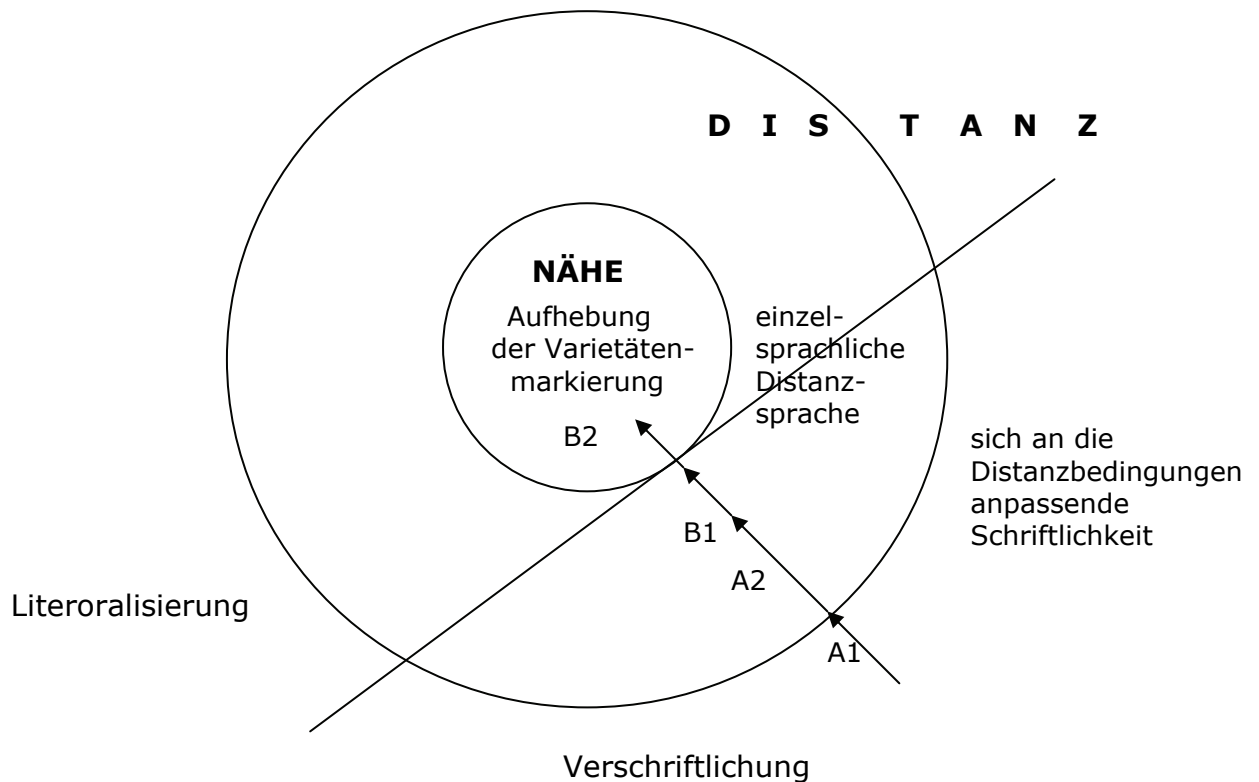 D I S T A N Z
NÄHE
Aufhebung
der Varietäten-
markierung
B2
einzel-
sprachliche
Distanz-
sprache
sich an die
Distanzbedingungen
anpassende
Schriftlichkeit
B1
A2
Literoralisierung
A1
Verschriftlichung